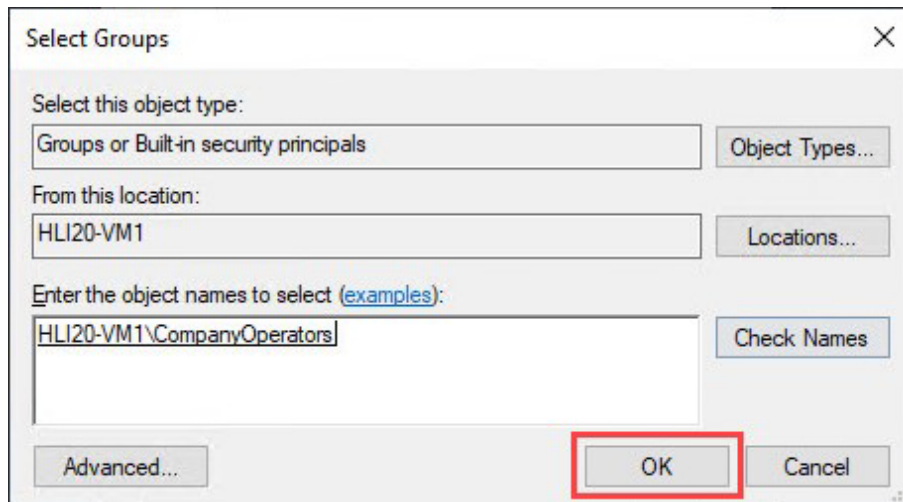 Select Groups
Select this object type:
Groups or Built-in security principals
Object Types...
From this location:
HLI20-VM1
Locations...
Enter the object names to select (examples):
HLI20-VM1\CompanyOperators
Check Names
Advanced...
OK
Cancel